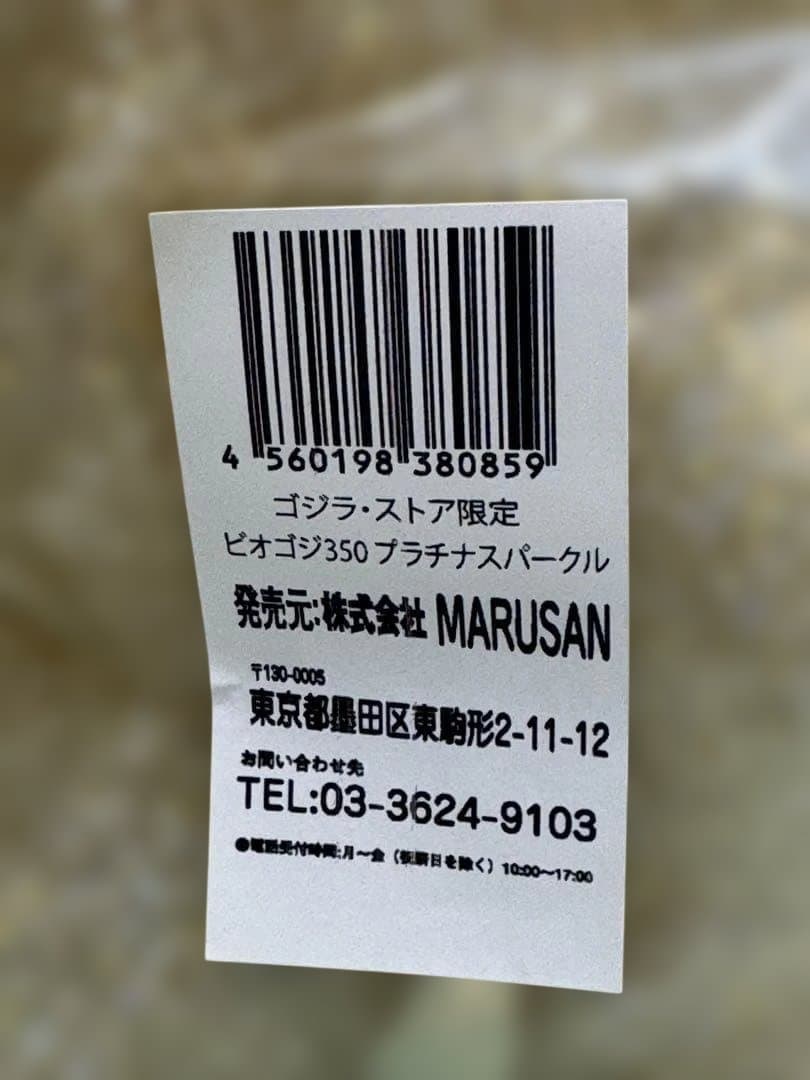 4 560198 380859
ゴジラ・ストア限定
ビオゴジ350 プラチナスパークル
発売元:株式会社 MARUSAN
〒130-0005
東京都墨田区東駒形2-11-12
お問い合わせ先
TEL:03-3624-9103
●電話受付時間:月〜金(祝祭日を除く)10:00〜17:00